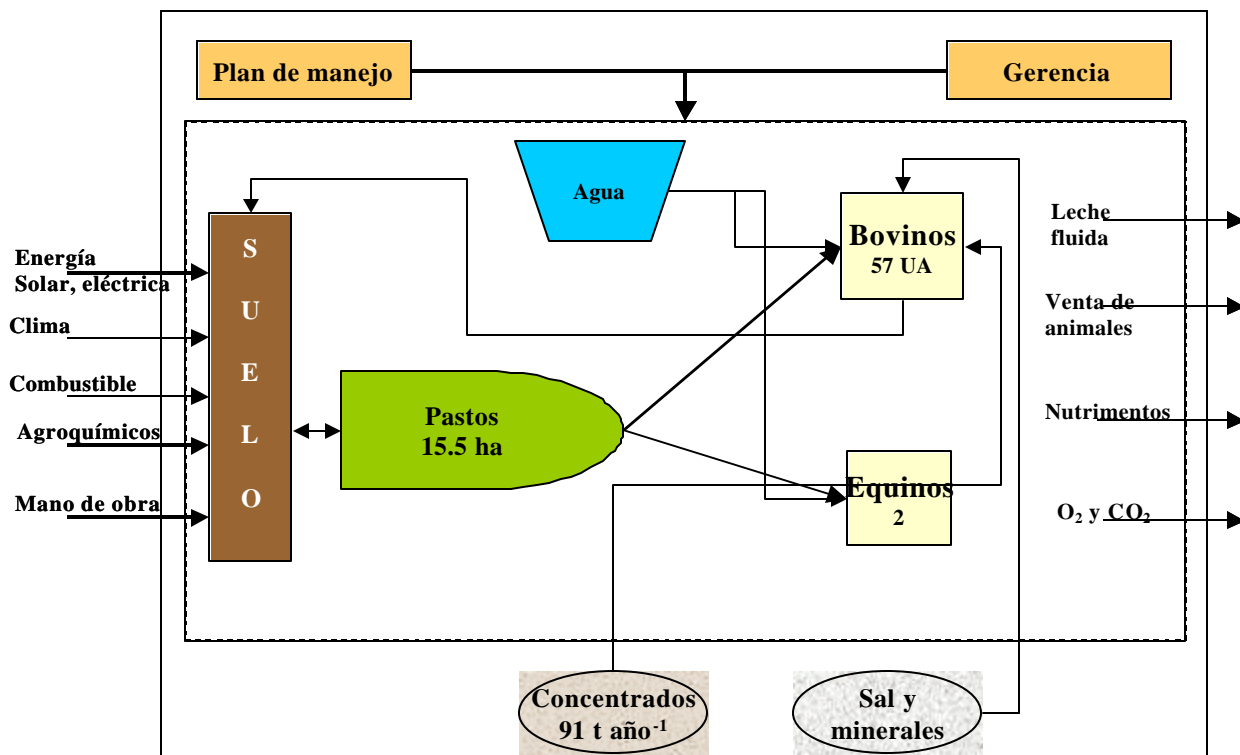 Plan de manejo
Gerencia
Agua
Bovinos
57 UA
Leche
fluida
Venta de
animales
Nutrimentos
O₂ y CO₂
Energía
Solar, eléctrica
Clima
Combustible
Agroquímicos
Mano de obra
S
U
E
L
O
Pastos
15.5 ha
Equinos
2
Concentrados
91 t año⁻¹
Sal y
minerales